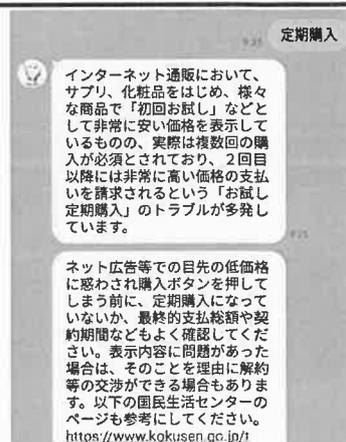 定期購入
9:25
インターネット通販において、
サプリ、化粧品をはじめ、様々
な商品で「初回お試し」などと
して非常に安い価格を表示して
いるものの、実際は複数回の購
入が必須とされており、２回目
以降には非常に高い価格の支払
いを請求されるという「お試し
定期購入」のトラブルが多発し
ています。
9:25
ネット広告等での目先の低価格
に惑わされ購入ボタンを押して
しまう前に、定期購入になって
いないか、最終的支払総額や契
約期間などもよく確認してくだ
さい。表示内容に問題があった
場合は、そのことを理由に解約
等の交渉ができる場合もありま
す。以下の国民生活センターの
ページも参考にしてください。
https://www.kokusen.go.jp/t